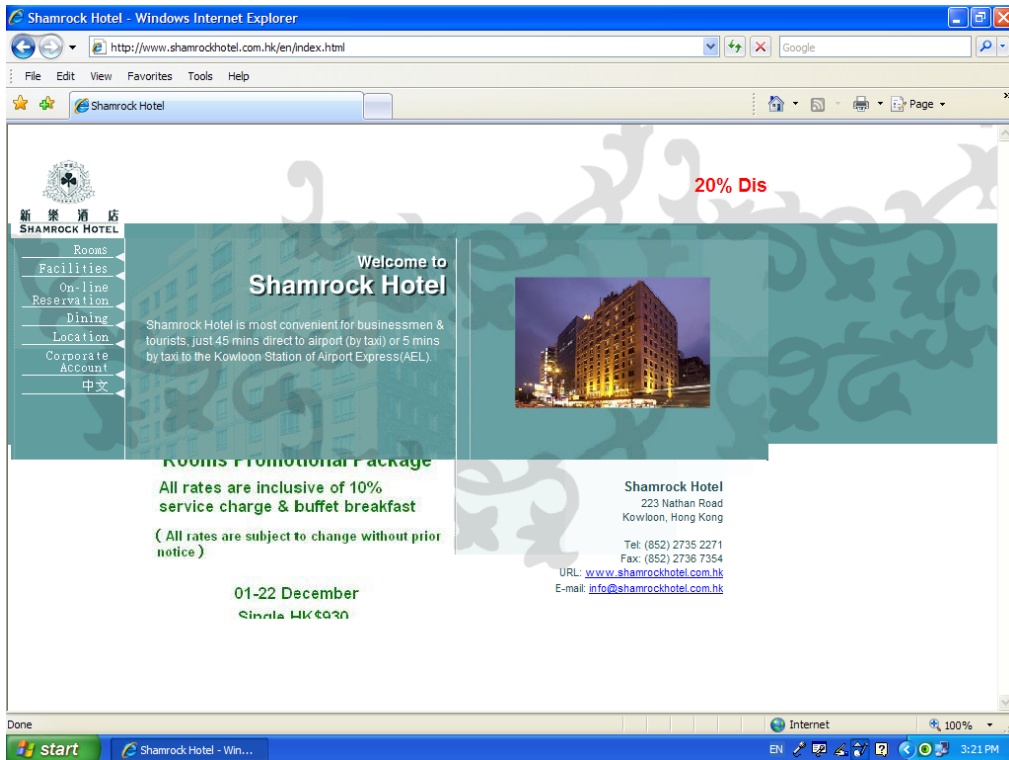 Shamrock Hotel - Windows Internet Explorer
http://www.shamrockhotel.com.hk/en/index.html
Google
File Edit View Favorites Tools Help
Shamrock Hotel
Page
20% Dis
新樂酒店
SHAMROCK HOTEL
Rooms
Facilities
On-line
Reservation
Dining
Location
Corporate
Account
中文
Welcome to
Shamrock Hotel
Shamrock Hotel is most convenient for businessmen &
tourists, just 45 mins direct to airport (by taxi) or 5 mins
by taxi to the Kowloon Station of Airport Express(AEL).
Rooms Promotional Package
All rates are inclusive of 10%
service charge & buffet breakfast
( All rates are subject to change without prior
notice )
01-22 December
Single HK$930
Shamrock Hotel
223 Nathan Road
Kowloon, Hong Kong
Tel: (852) 2735 2271
Fax: (852) 2736 7354
URL: www.shamrockhotel.com.hk
E-mail: info@shamrockhotel.com.hk
Done
Internet
100%
start
Shamrock Hotel - Win...
EN
3:21 PM